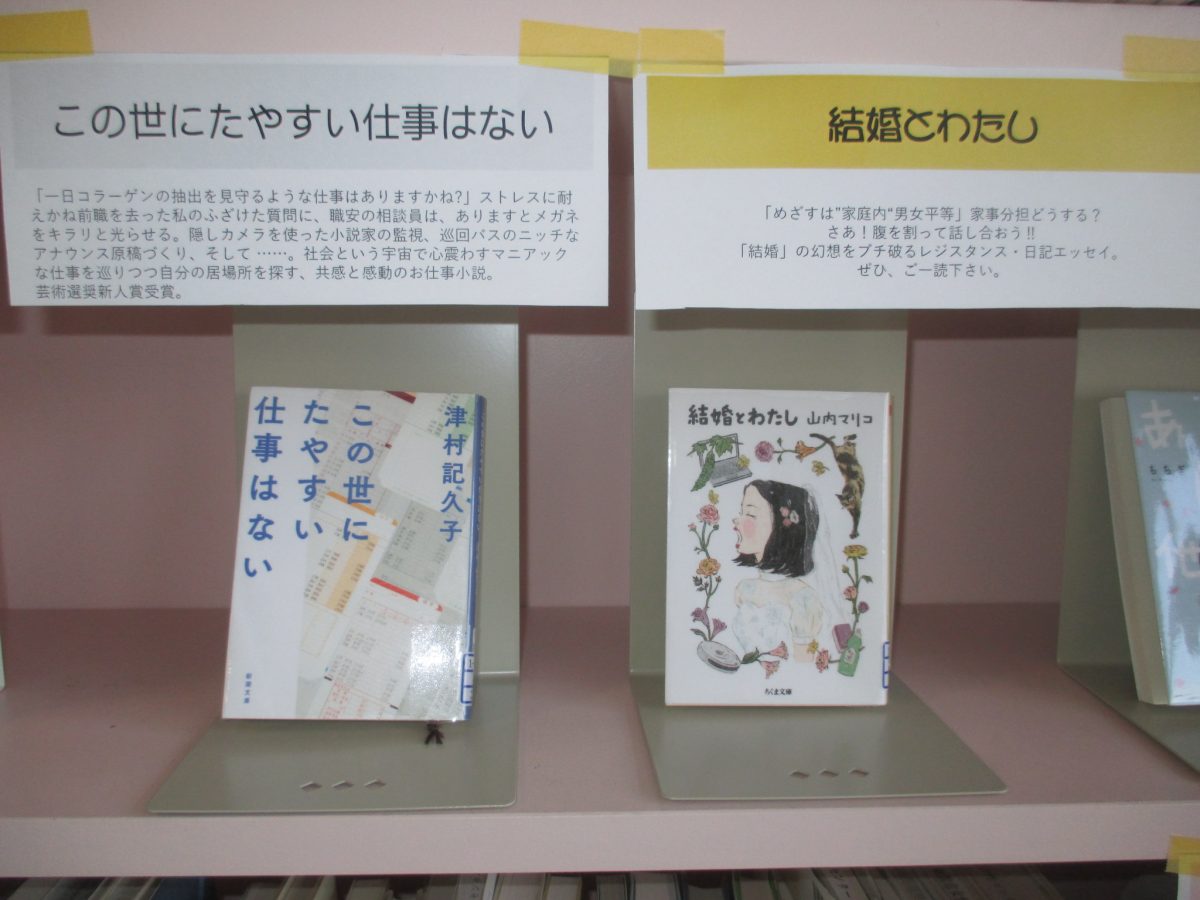 この世にたやすい仕事はない
「一日コラーゲンの抽出を見守るような仕事はありますかね?」ストレスに耐
えかね前職を去った私のふざけた質問に、職安の相談員は、ありますとメガネ
をキラリと光らせる。隠しカメラを使った小説家の監視、巡回バスのニッチな
アナウンス原稿づくり、そして……。社会という宇宙で心震わすマニアック
な仕事を巡りつつ自分の居場所を探す、共感と感動のお仕事小説。
芸術選奨新人賞受賞。
結婚とわたし
「めざすは"家庭内"男女平等」家事分担どうする？
さあ！腹を割って話し合おう!!
「結婚」の幻想をブチ破るレジスタンス・日記エッセイ。
ぜひ、ご一読下さい。
津村記久子
この世に
たやすい
仕事はない
新潮文庫
結婚とわたし 山内マリコ
ちくま文庫
あ